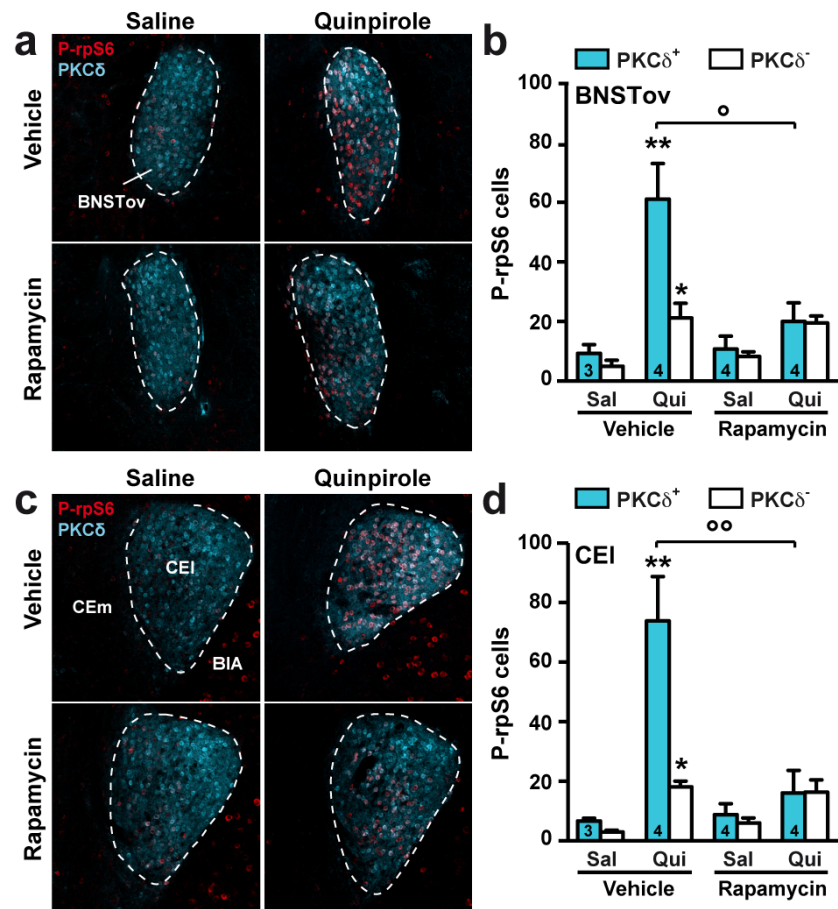 a
Saline
Quinpirole
P-rpS6
PKCδ
Vehicle
BNSTov
Rapamycin
b
PKCδ+
PKCδ-
BNSTov
P-rpS6 cells
100
80
60
40
20
0
**
*
°
3
4
4
4
Sal
Qui
Sal
Qui
Vehicle
Rapamycin
c
Saline
Quinpirole
P-rpS6
PKCδ
Vehicle
CEl
CEm
BlA
Rapamycin
d
PKCδ+
PKCδ-
CEl
P-rpS6 cells
100
80
60
40
20
0
**
*
°°
3
4
4
4
Sal
Qui
Sal
Qui
Vehicle
Rapamycin